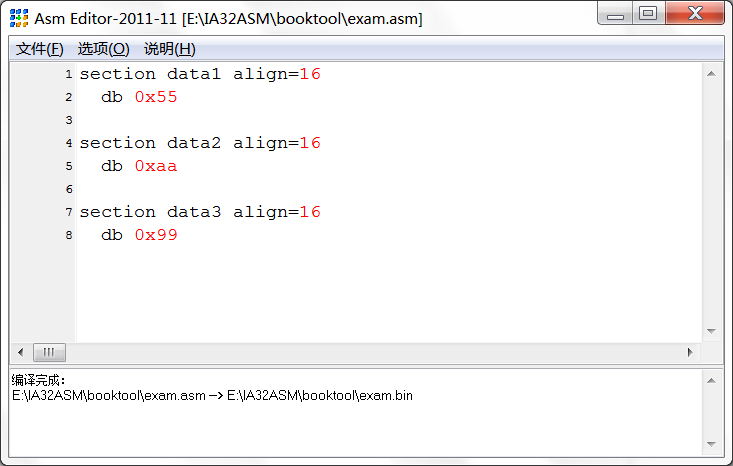 Asm Editor-2011-11 [E:\IA32ASM\booktool\exam.asm]
文件(F) 选项(O) 说明(H)
1 section data1 align=16
2 db 0x55
3
4 section data2 align=16
5 db 0xaa
6
7 section data3 align=16
8 db 0x99
编译完成:
E:\IA32ASM\booktool\exam.asm -> E:\IA32ASM\booktool\exam.bin